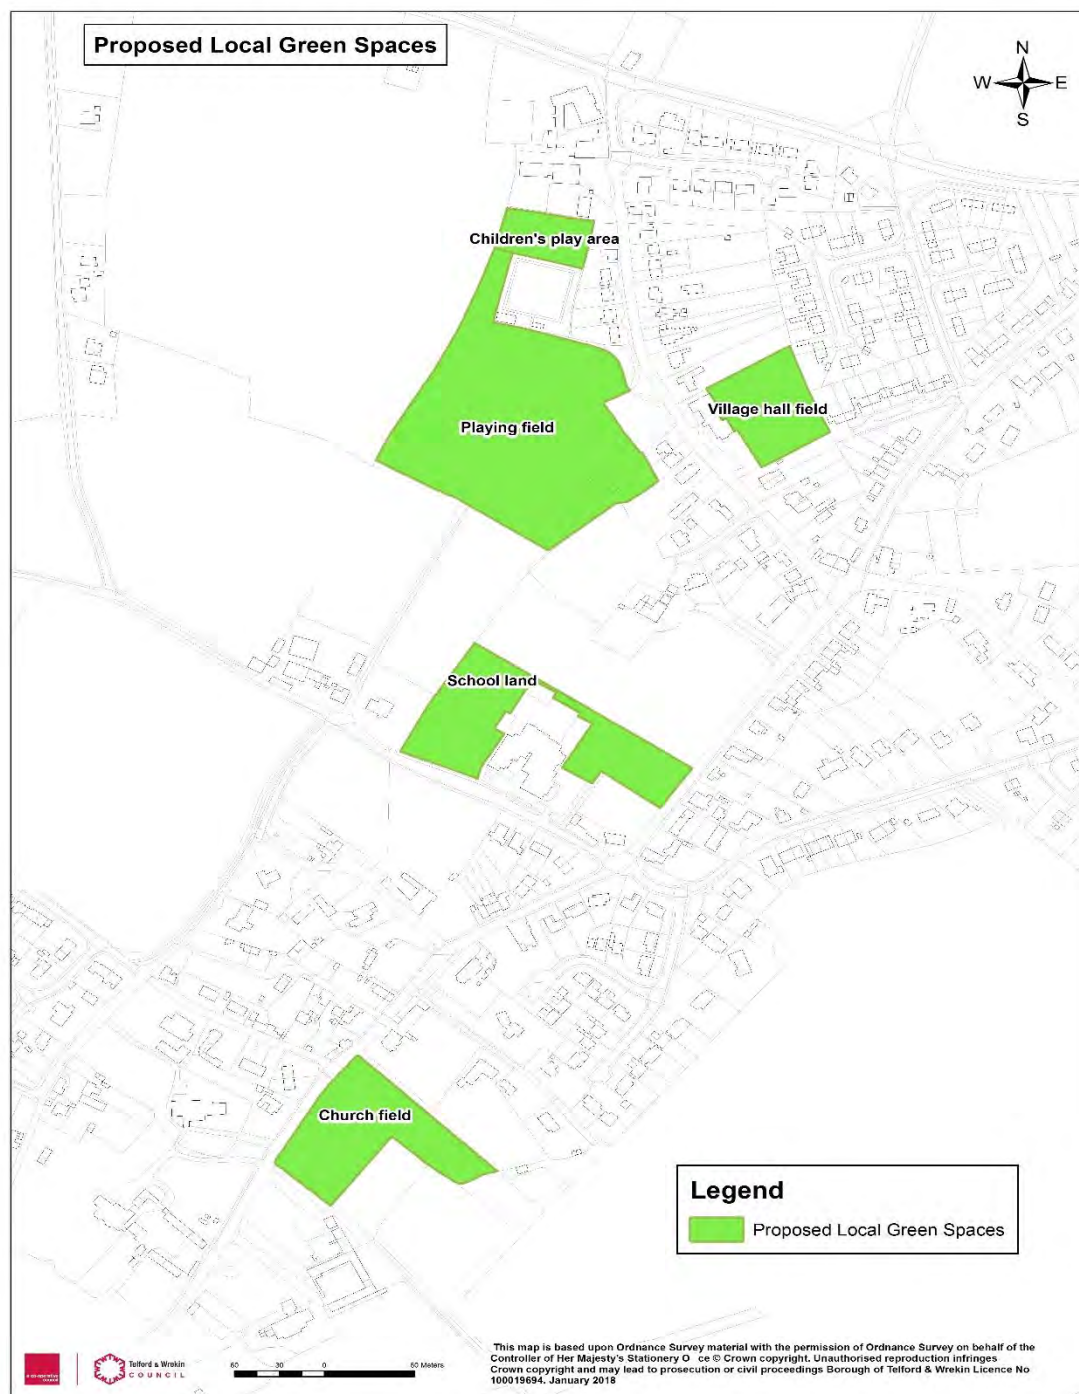 Proposed Local Green Spaces
N
W E
S
Children's play area
Village hall field
Playing field
School land
Church field
Legend
Proposed Local Green Spaces
a co-operative
council
Telford & Wrekin
COUNCIL
60 30 0 60 Meters
This map is based upon Ordnance Survey material with the permission of Ordnance Survey on behalf of the
Controller of Her Majesty's Stationery O ce © Crown copyright. Unauthorised reproduction infringes
Crown copyright and may lead to prosecution or civil proceedings Borough of Telford & Wrekin Licence No
100019694. January 2018